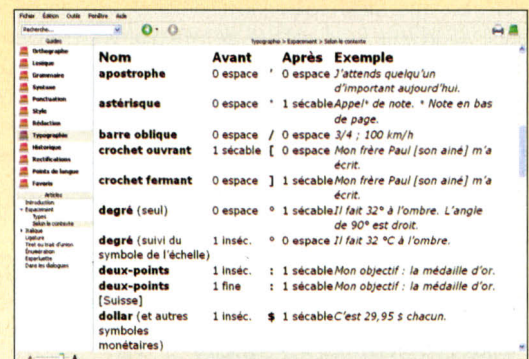 Fichier Édition Outils Fenêtre Aide
Recherche...
Guides
Typographie > Espacement > Selon le contexte
Orthographe
Lexique
Grammaire
Syntaxe
Ponctuation
Style
Rédaction
Typographie
Historique
Rectifications
Points de langue
Favoris
Articles
Introduction
Espacement
Types
Selon le contexte
Italique
Ligature
Trait ou trait d'union
Énumération
Esperluette
Dans les dialogues
Nom Avant Après Exemple
apostrophe 0 espace ' 0 espace J'attends quelqu'un
d'important aujourd'hui.
astérisque 0 espace * 1 sécable Appel* de note. * Note en bas
de page.
barre oblique 0 espace / 0 espace 3/4 ; 100 km/h
crochet ouvrant 1 sécable [ 0 espace Mon frère Paul [son ainé] m'a
écrit.
crochet fermant 0 espace ] 1 sécable Mon frère Paul [son ainé] m'a
écrit.
degré (seul) 0 espace ° 1 sécable Il fait 32° à l'ombre. L'angle
de 90° est droit.
degré (suivi du 1 inséc. ° 0 espace Il fait 32 °C à l'ombre.
symbole de l'échelle)
deux-points 1 inséc. : 1 sécable Mon objectif : la médaille d'or.
deux-points 1 fine : 1 sécable Mon objectif : la médaille d'or.
[Suisse]
dollar (et autres 1 inséc. $ 1 sécable C'est 29,95 $ chacun.
symboles
monétaires)